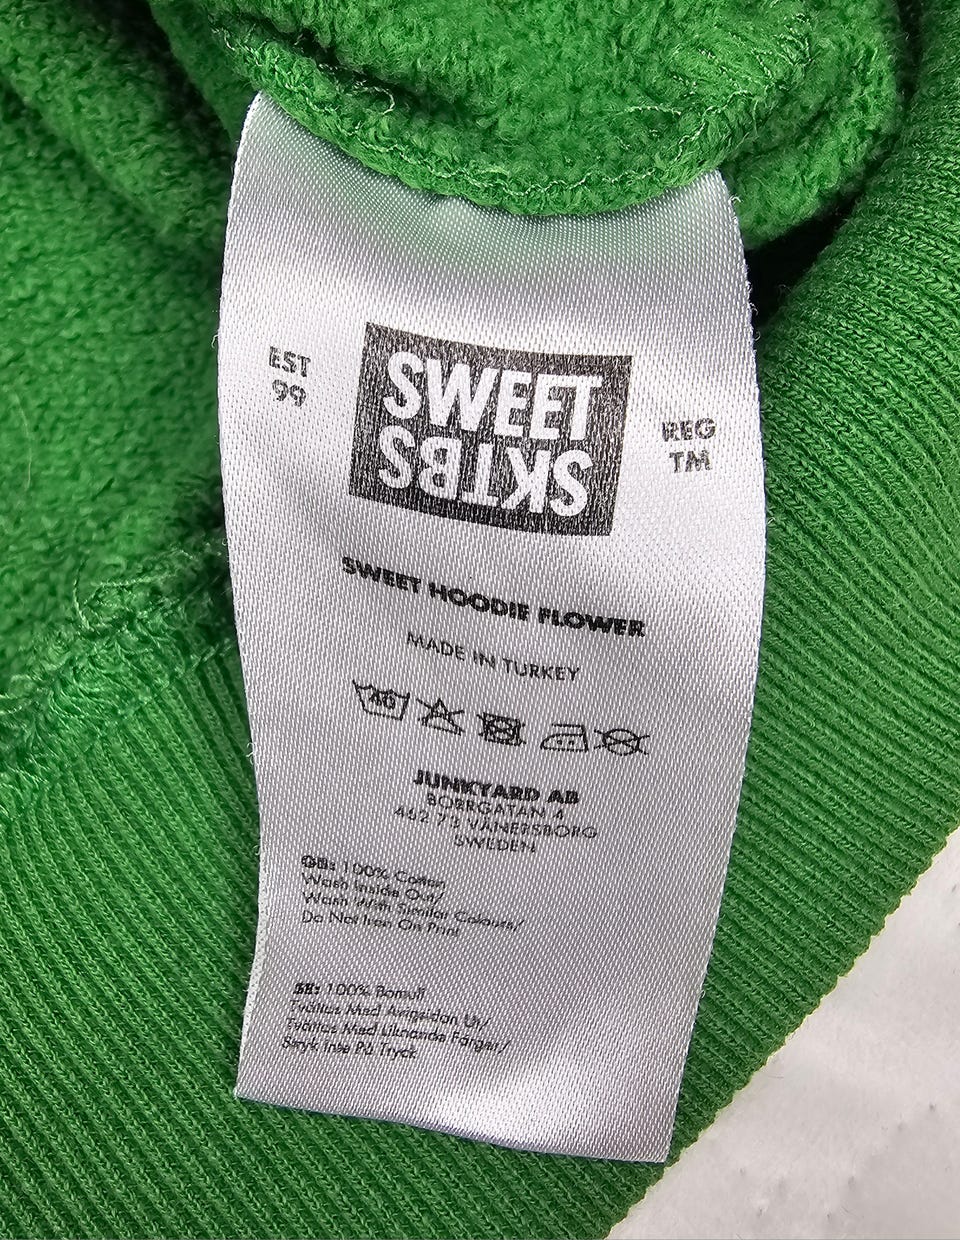 EST
99
SWEET
SKTBS
REG
TM
SWEET HOODIE FLOWER
MADE IN TURKEY
40
JUNKYARD AB
BORRGATAN 4
462 73 VÄNERSBORG
SWEDEN
GB: 100% Cotton
Wash Inside Out/
Wash With Similar Colours/
Do Not Iron On Print
SE: 100% Bomull
Tvättas Med Avigsidan Ut/
Tvättas Med Liknande Färger/
Stryk Inte På Tryck